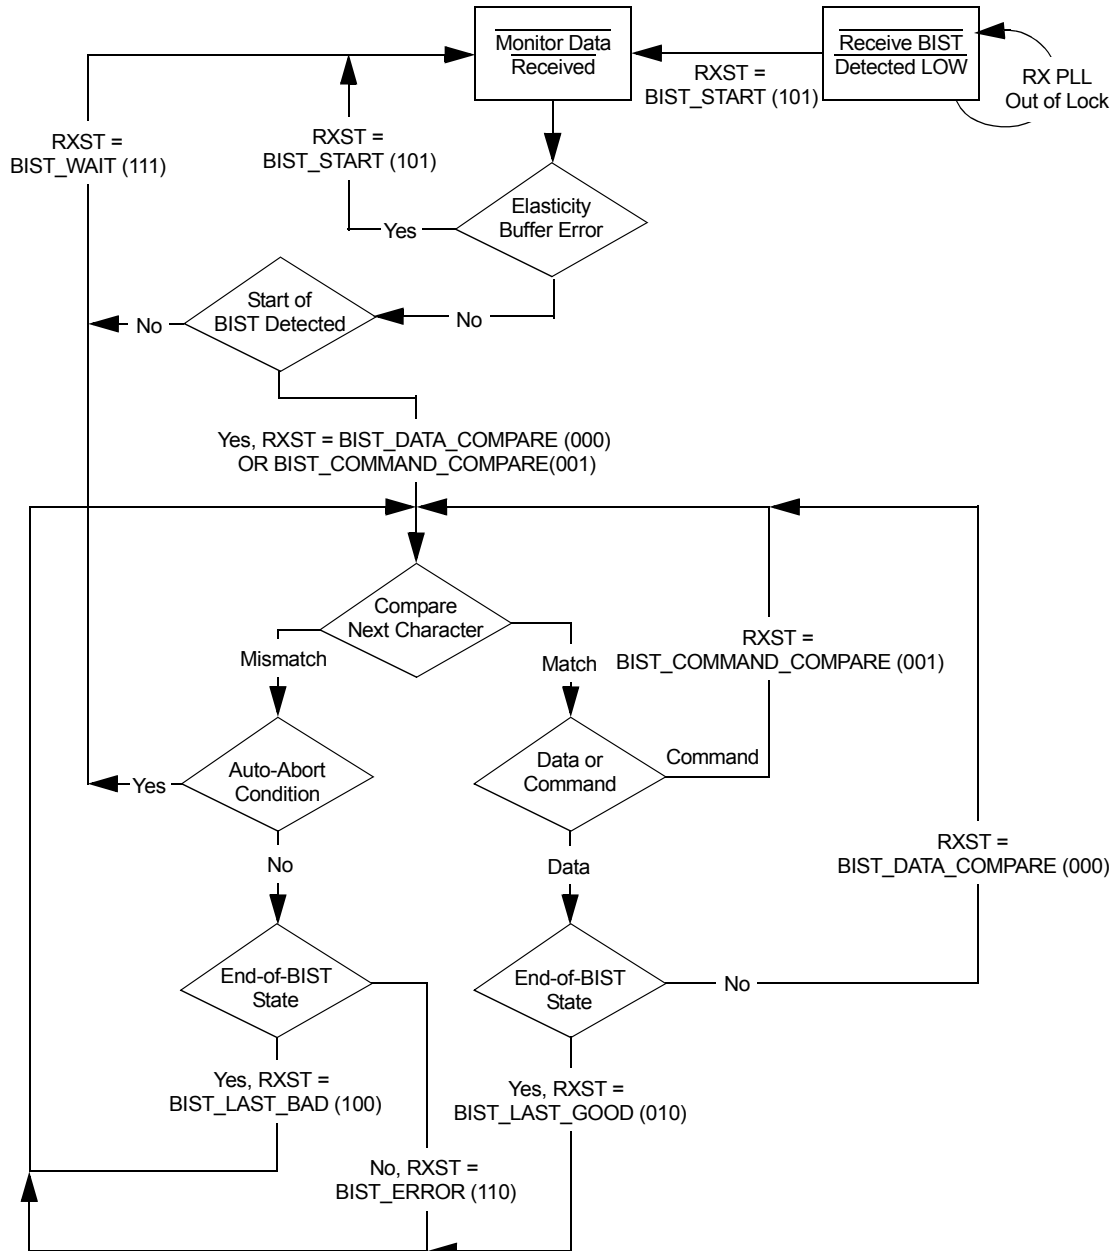 Monitor Data
Received
Receive BIST
Detected LOW
RXST =
BIST_START (101)
RX PLL
Out of Lock
RXST =
BIST_WAIT (111)
RXST =
BIST_START (101)
Elasticity
Buffer Error
Yes
Start of
BIST Detected
No
No
Yes, RXST = BIST_DATA_COMPARE (000)
OR BIST_COMMAND_COMPARE(001)
Compare
Next Character
Mismatch
Match
RXST =
BIST_COMMAND_COMPARE (001)
Auto-Abort
Condition
Yes
Data or
Command
Command
No
Data
RXST =
BIST_DATA_COMPARE (000)
End-of-BIST
State
End-of-BIST
State
No
Yes, RXST =
BIST_LAST_BAD (100)
Yes, RXST =
BIST_LAST_GOOD (010)
No, RXST =
BIST_ERROR (110)